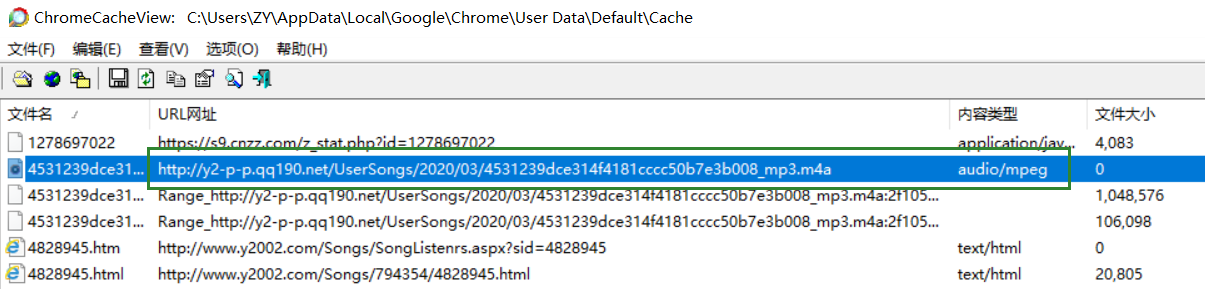 ChromeCacheView: C:\Users\ZY\AppData\Local\Google\Chrome\User Data\Default\Cache
文件(F) 编辑(E) 查看(V) 选项(O) 帮助(H)
文件名 / URL网址 内容类型 文件大小
1278697022 https://s9.cnzz.com/z_stat.php?id=1278697022 application/jav... 4,083
4531239dce31... http://y2-p-p.qq190.net/UserSongs/2020/03/4531239dce314f4181cccc50b7e3b008_mp3.m4a audio/mpeg 0
4531239dce31... Range_http://y2-p-p.qq190.net/UserSongs/2020/03/4531239dce314f4181cccc50b7e3b008_mp3.m4a:2f105... 1,048,576
4531239dce31... Range_http://y2-p-p.qq190.net/UserSongs/2020/03/4531239dce314f4181cccc50b7e3b008_mp3.m4a:2f105... 106,098
4828945.htm http://www.y2002.com/Songs/SongListenrs.aspx?sid=4828945 text/html 0
4828945.html http://www.y2002.com/Songs/794354/4828945.html text/html 20,805